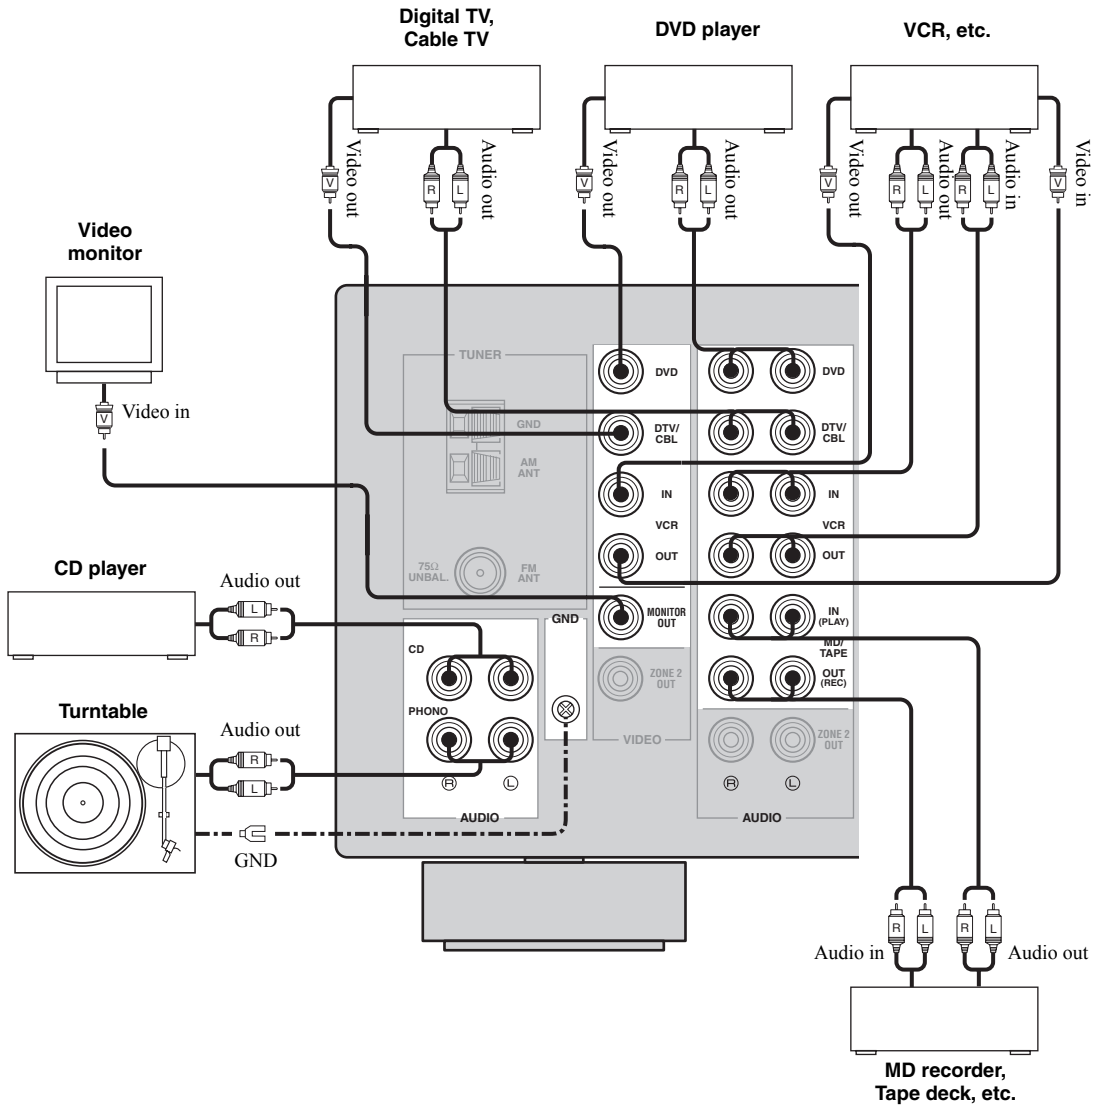 Digital TV,
Cable TV
DVD player
VCR, etc.
Video out
V
R
L
Audio out
Video out
V
R
L
Audio out
Video out
V
R
L
Audio out
R
L
Audio in
V
Video in
Video
monitor
V
Video in
TUNER
GND
AM
ANT
75Ω
UNBAL.
FM
ANT
DVD
DTV/
CBL
IN
VCR
OUT
MONITOR
OUT
ZONE 2
OUT
VIDEO
DVD
DTV/
CBL
IN
VCR
OUT
IN
(PLAY)
MD/
TAPE
OUT
(REC)
ZONE 2
OUT
R
L
AUDIO
CD player
Audio out
L
R
GND
CD
PHONO
R
L
AUDIO
Turntable
Audio out
R
L
GND
R
L
R
L
Audio in
Audio out
MD recorder,
Tape deck, etc.